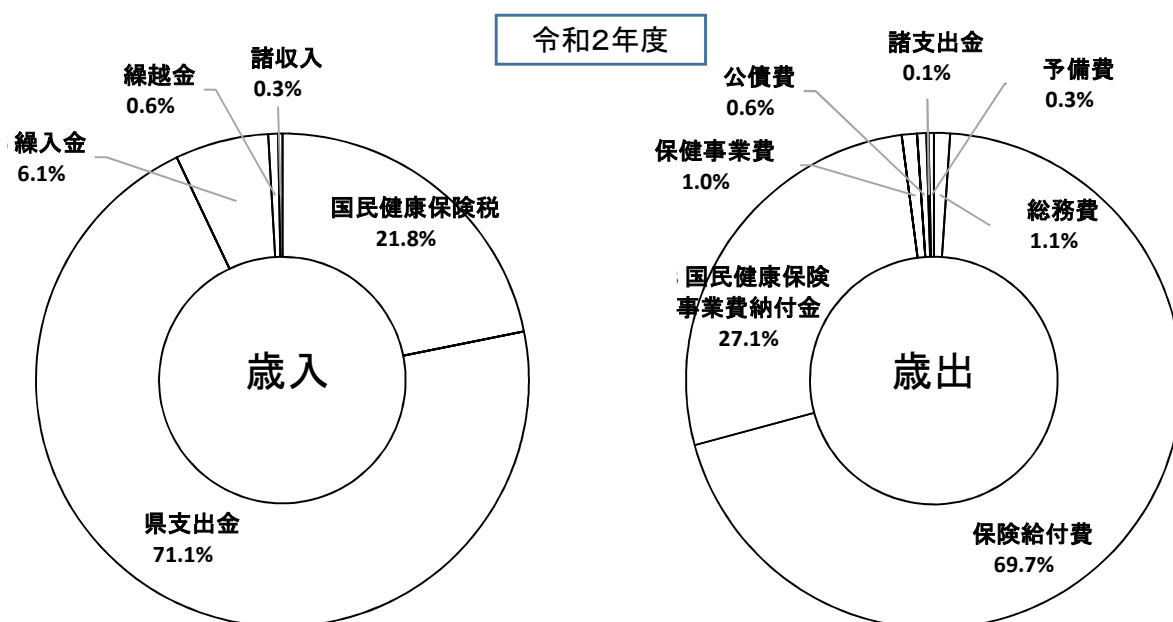 令和2年度
諸収入
0.3%
繰越金
0.6%
繰入金
6.1%
国民健康保険税
21.8%
歳入
県支出金
71.1%
諸支出金
0.1%
予備費
0.3%
公債費
0.6%
保健事業費
1.0%
総務費
1.1%
国民健康保険
事業費納付金
27.1%
歳出
保険給付費
69.7%